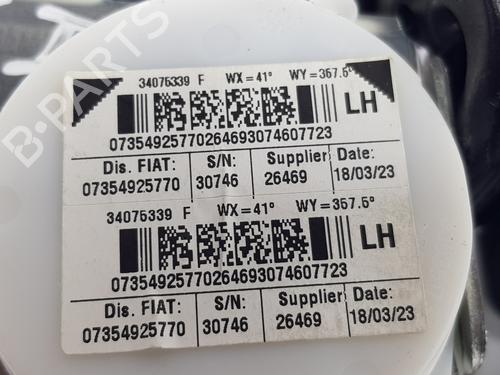 34075339 F WX=41° WY=367.5°
LH
07354925770264693074607723
Dis. FIAT: S/N: Supplier: Date:
07354925770 30746 26469 18/03/23
34075339 F WX=41° WY=367.5°
LH
07354925770264693074607723
Dis. FIAT: S/N: Supplier: Date:
07354925770 30746 26469 18/03/23
B-PARTS